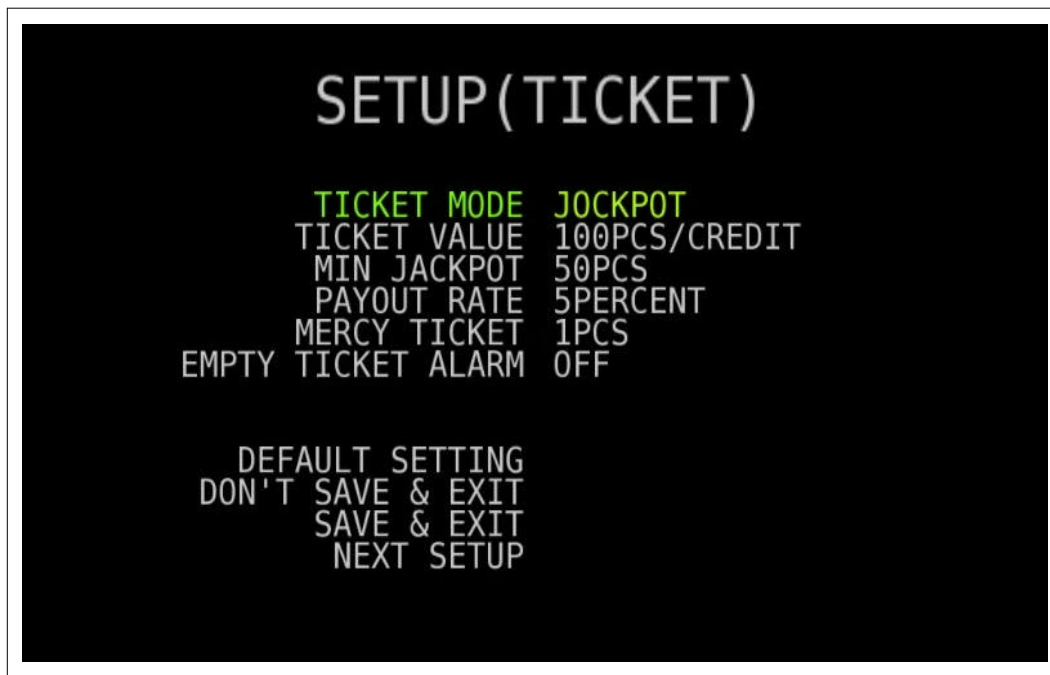 SETUP(TICKET)
TICKET MODE JOCKPOT
TICKET VALUE 100PCS/CREDIT
MIN JACKPOT 50PCS
PAYOUT RATE 5PERCENT
MERCY TICKET 1PCS
EMPTY TICKET ALARM OFF
DEFAULT SETTING
DON'T SAVE & EXIT
SAVE & EXIT
NEXT SETUP